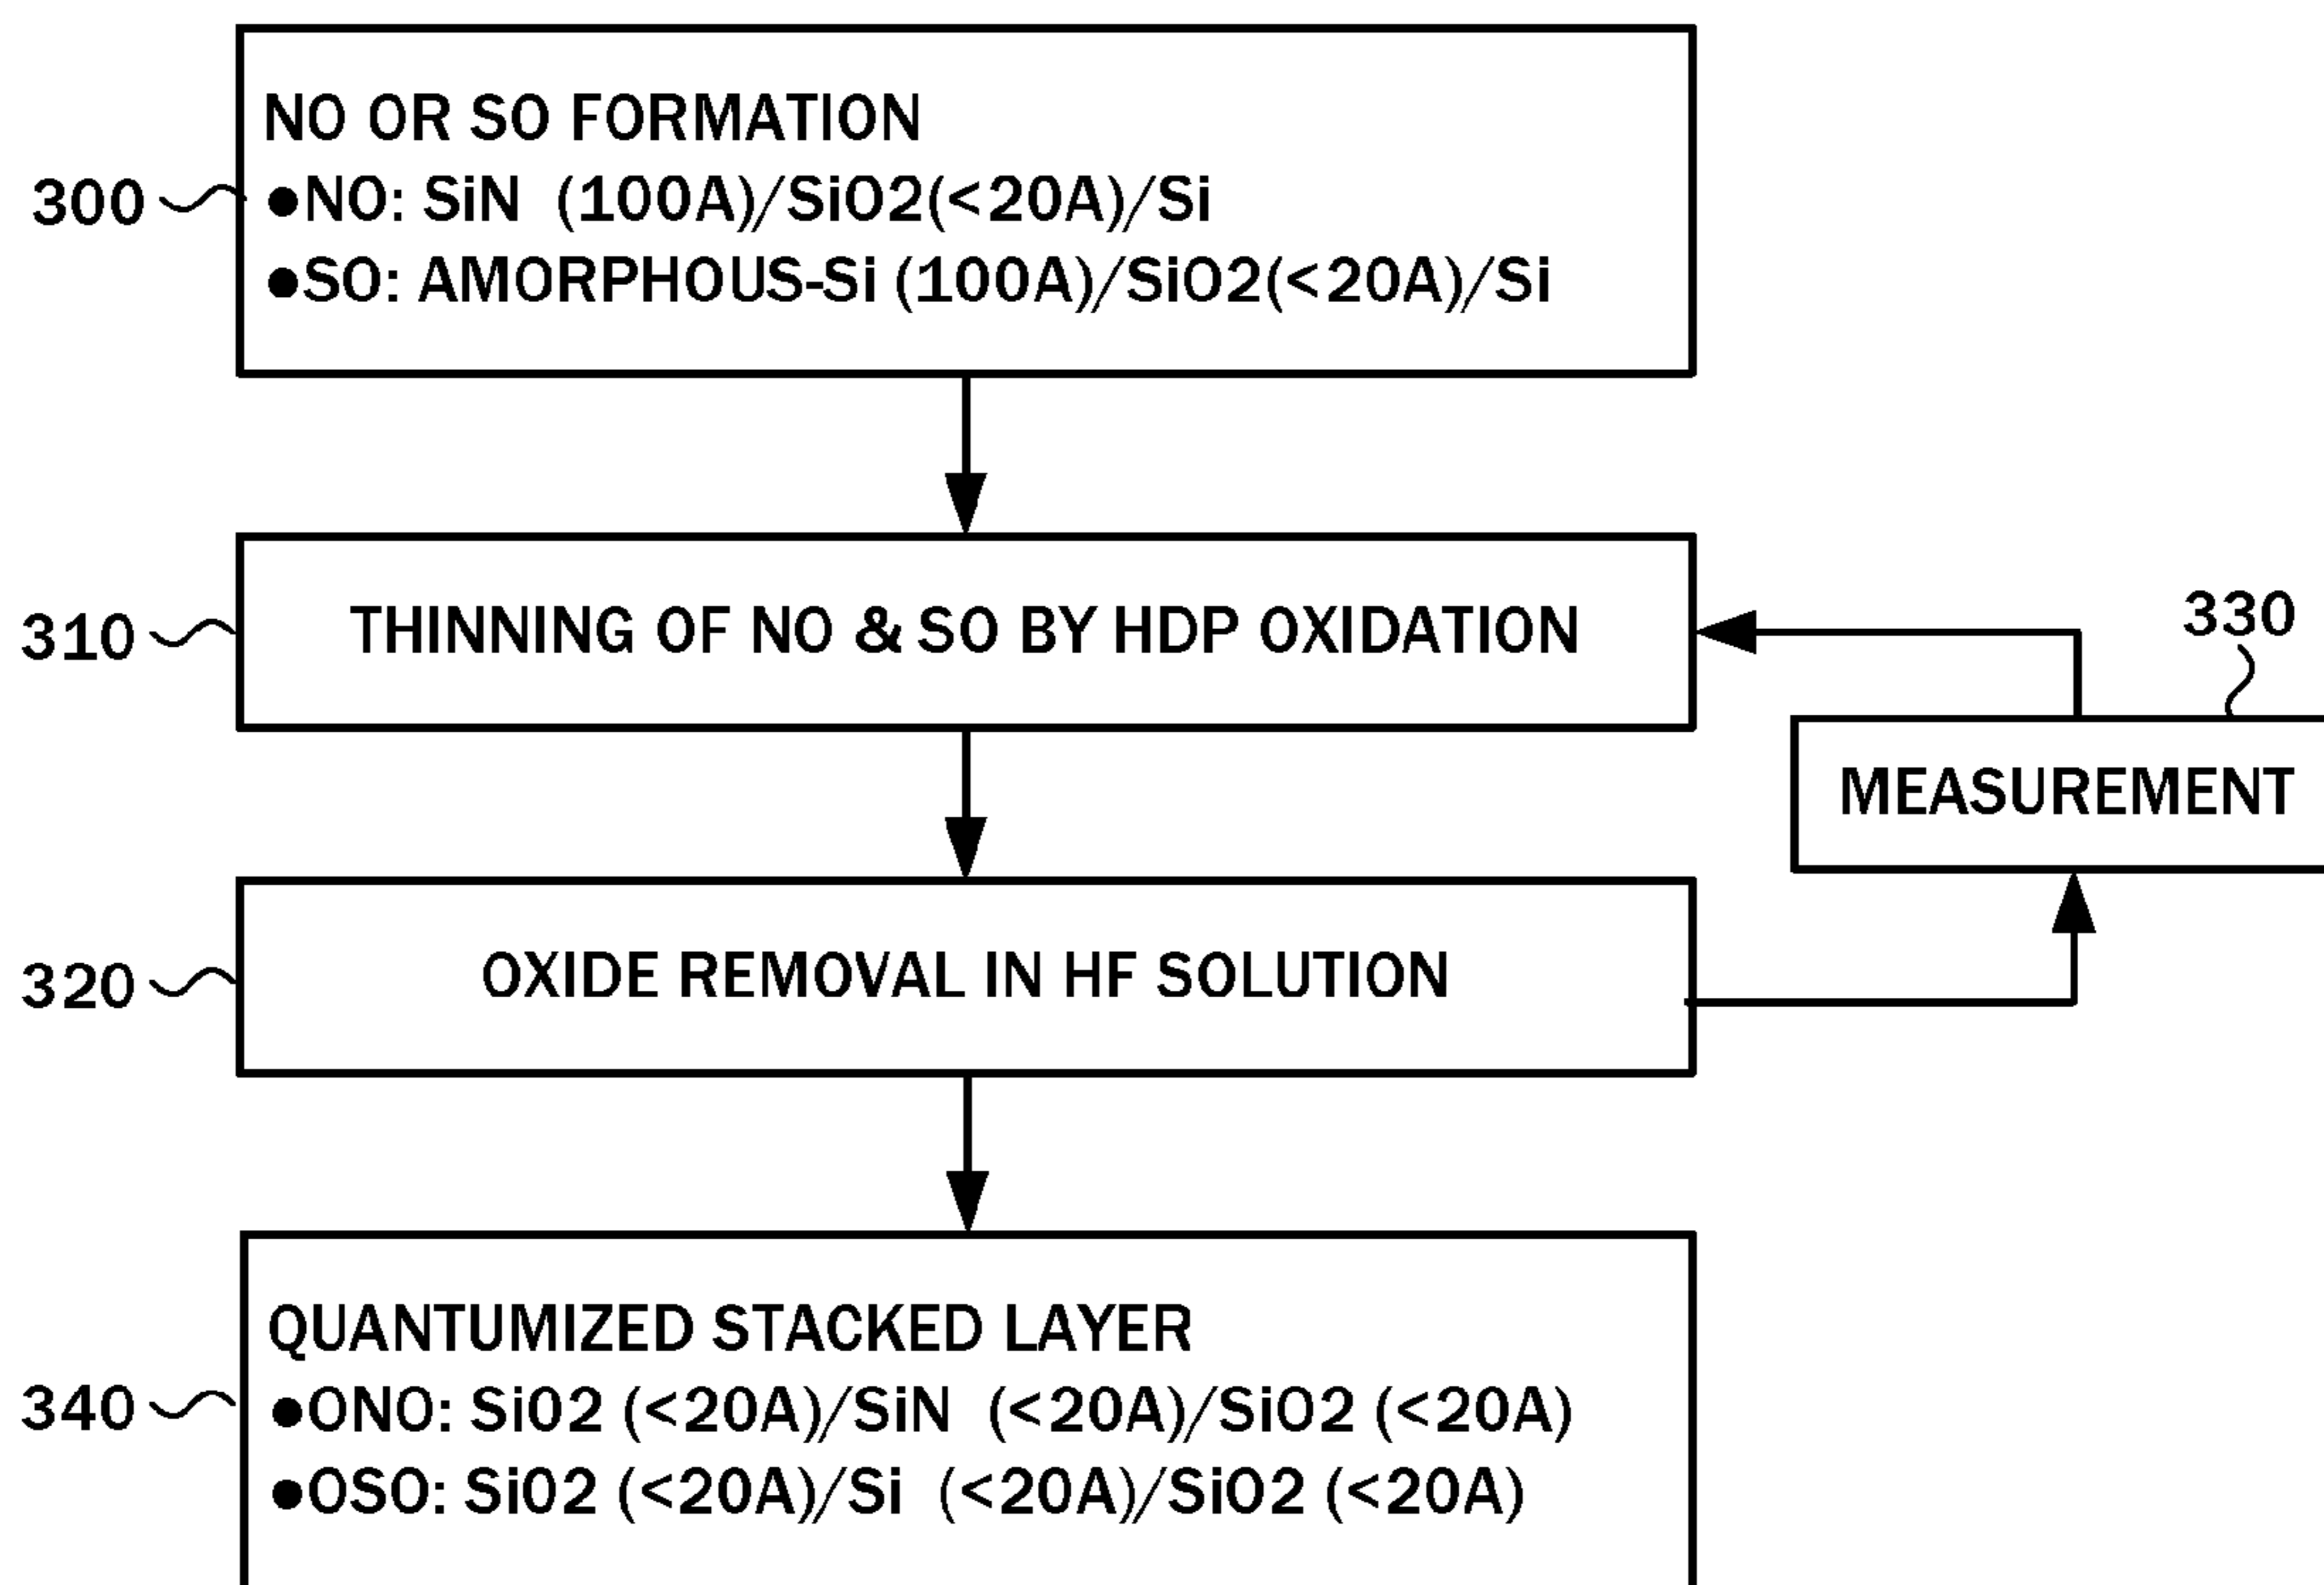 NO OR SO FORMATION
300
●NO: SiN (100A)/SiO2(<20A)/Si
●SO: AMORPHOUS-Si (100A)/SiO2(<20A)/Si
310
THINNING OF NO & SO BY HDP OXIDATION
330
MEASUREMENT
320
OXIDE REMOVAL IN HF SOLUTION
QUANTUMIZED STACKED LAYER
340
●ONO: SiO2 (<20A)/SiN (<20A)/SiO2 (<20A)
●OSO: SiO2 (<20A)/Si (<20A)/SiO2 (<20A)